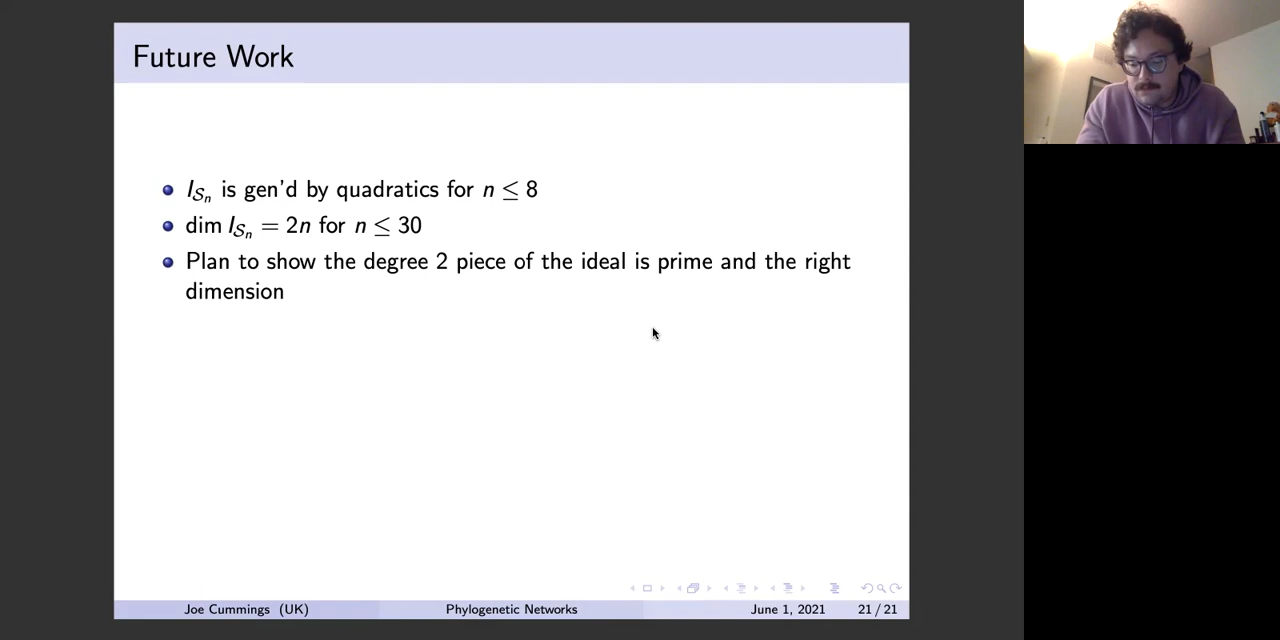 Future Work
I_{S_n} is gen'd by quadratics for n ≤ 8
dim I_{S_n} = 2n for n ≤ 30
Plan to show the degree 2 piece of the ideal is prime and the right
dimension
Joe Cummings (UK) Phylogenetic Networks June 1, 2021 21 / 21